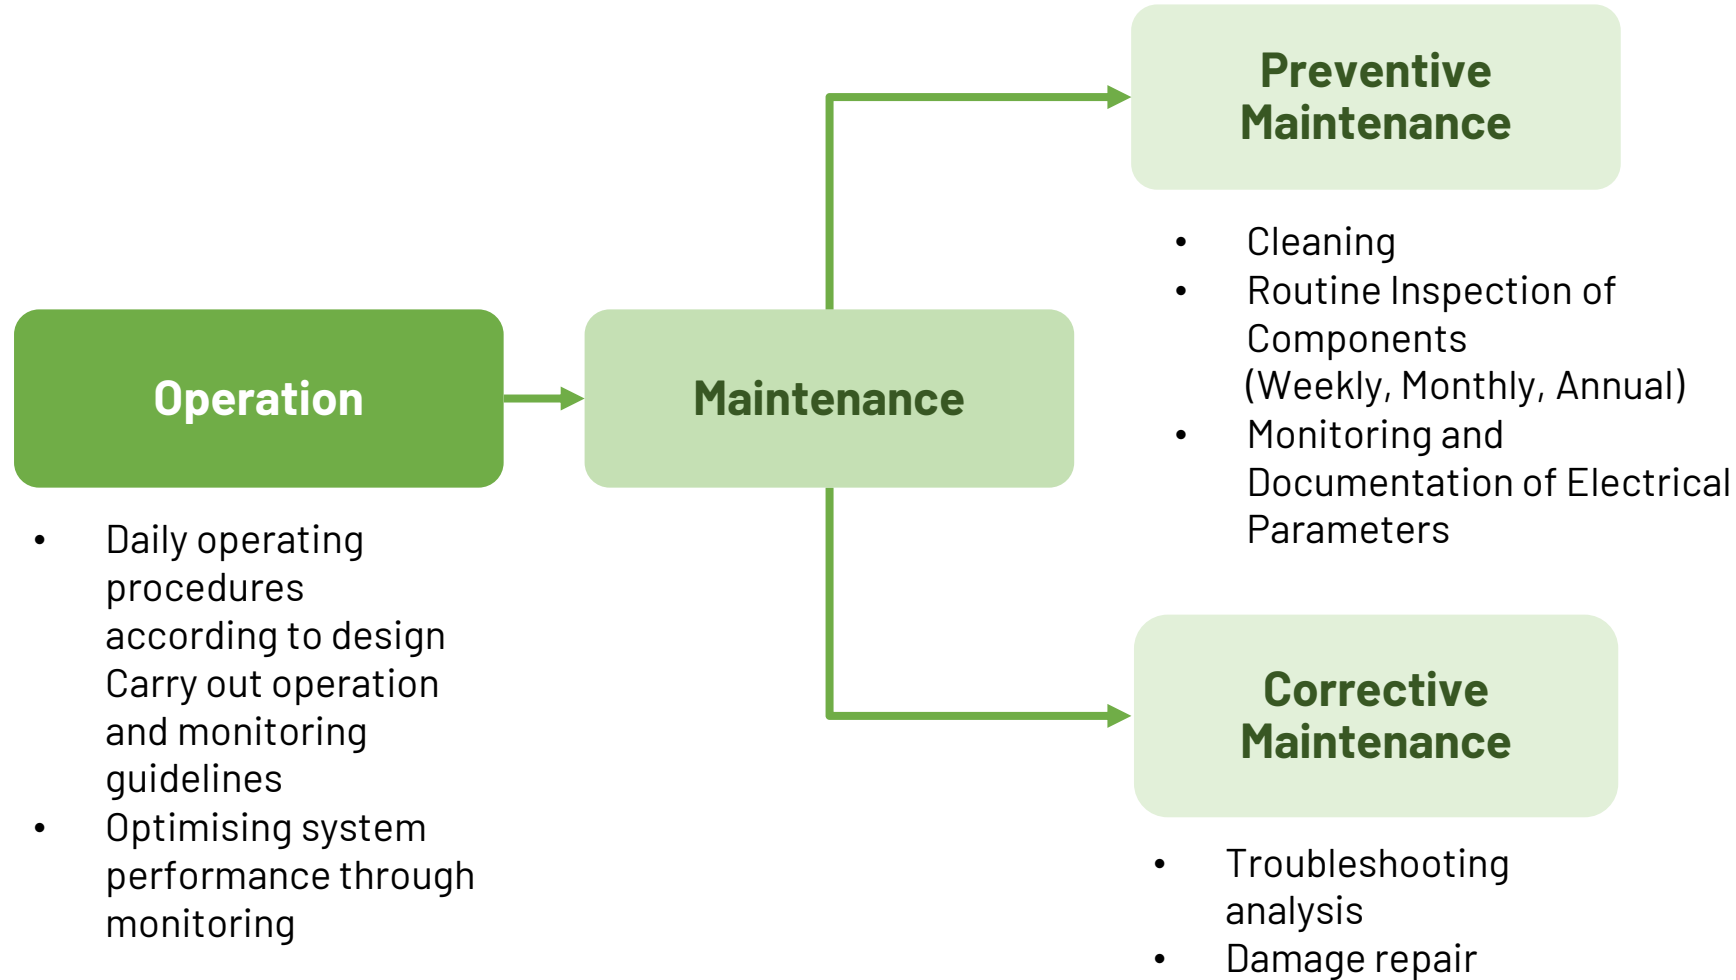 Operation
• Daily operating
procedures
according to design
Carry out operation
and monitoring
guidelines
• Optimising system
performance through
monitoring
Maintenance
Preventive
Maintenance
• Cleaning
• Routine Inspection of
Components
(Weekly, Monthly, Annual)
• Monitoring and
Documentation of Electrical
Parameters
Corrective
Maintenance
• Troubleshooting
analysis
• Damage repair